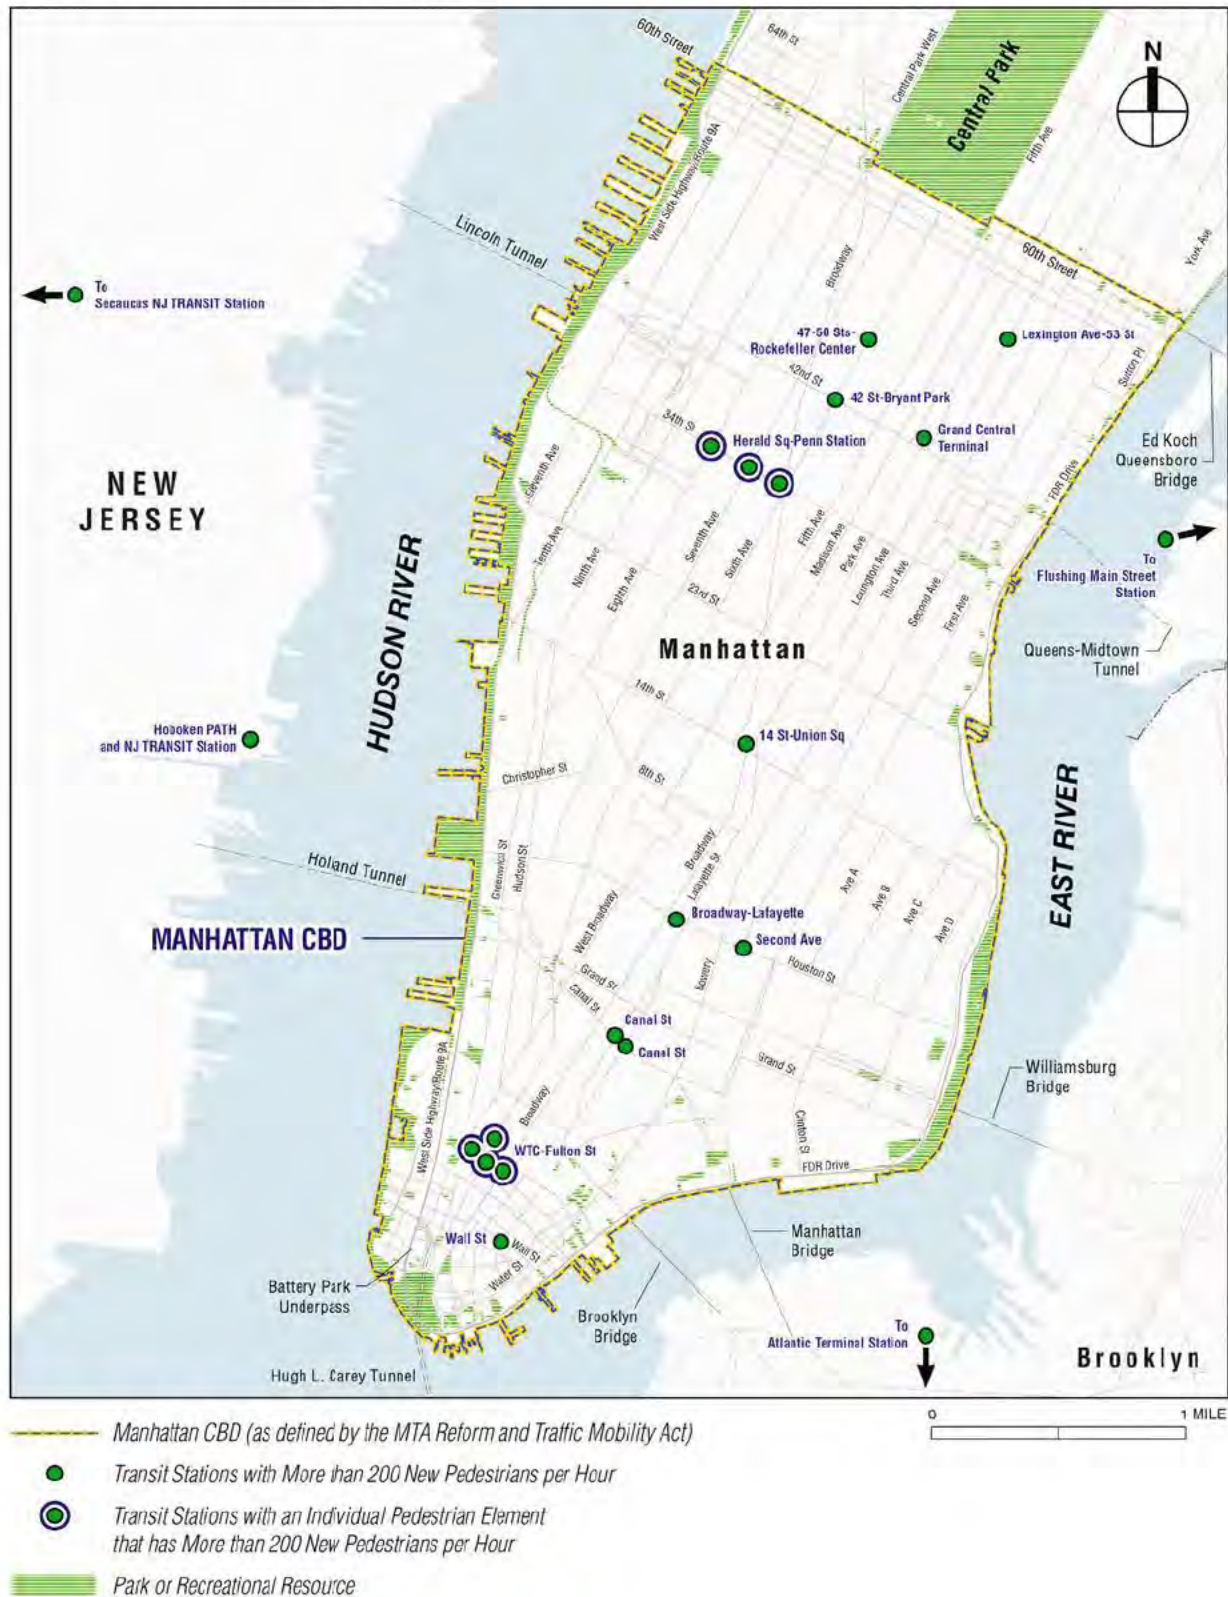 60th Street
64th St
Central Park West
Central Park
N
Fifth Ave
West Side Highway/Route 9A
Lincoln Tunnel
Broadway
60th Street
York Ave
To
Secaucas NJ TRANSIT Station
47-50 Sts-
Rockefeller Center
Lexington Ave-53 St
42nd St
Sutton Pl
42 St-Bryant Park
34th St
Herald Sq-Penn Station
Grand Central
Terminal
Ed Koch
Queensboro
Bridge
NEW
JERSEY
Eleventh Ave
FDR Drive
Tenth Ave
Ninth Ave
Eighth Ave
Seventh Ave
Sixth Ave
Fifth Ave
Madison Ave
Park Ave
Lexington Ave
Third Ave
Second Ave
First Ave
To
Flushing Main Street
Station
23rd St
HUDSON RIVER
Manhattan
Queens-Midtown
Tunnel
14th St
Hoboken PATH
and NJ TRANSIT Station
14 St-Union Sq
Christopher St
8th St
EAST RIVER
Holland Tunnel
Greenwich St
Hudson St
Broadway
Lafayette St
Ave A
Ave B
Ave C
Ave D
West Broadway
Broadway-Lafayette
MANHATTAN CBD
Second Ave
Houston St
Bowery
Grand St
Canal St
Canal St
Canal St
Grand St
Williamsburg
Bridge
West Side Highway/Route 9A
Broadway
Clinton St
WTC-Fulton St
FDR Drive
Wall St
Wall St
Water St
Manhattan
Bridge
Battery Park
Underpass
Brooklyn
Bridge
To
Atlantic Terminal Station
Brooklyn
Hugh L. Carey Tunnel
Manhattan CBD (as defined by the MTA Reform and Traffic Mobility Act)
0 1 MILE
Transit Stations with More than 200 New Pedestrians per Hour
Transit Stations with an Individual Pedestrian Element
that has More than 200 New Pedestrians per Hour
Park or Recreational Resource